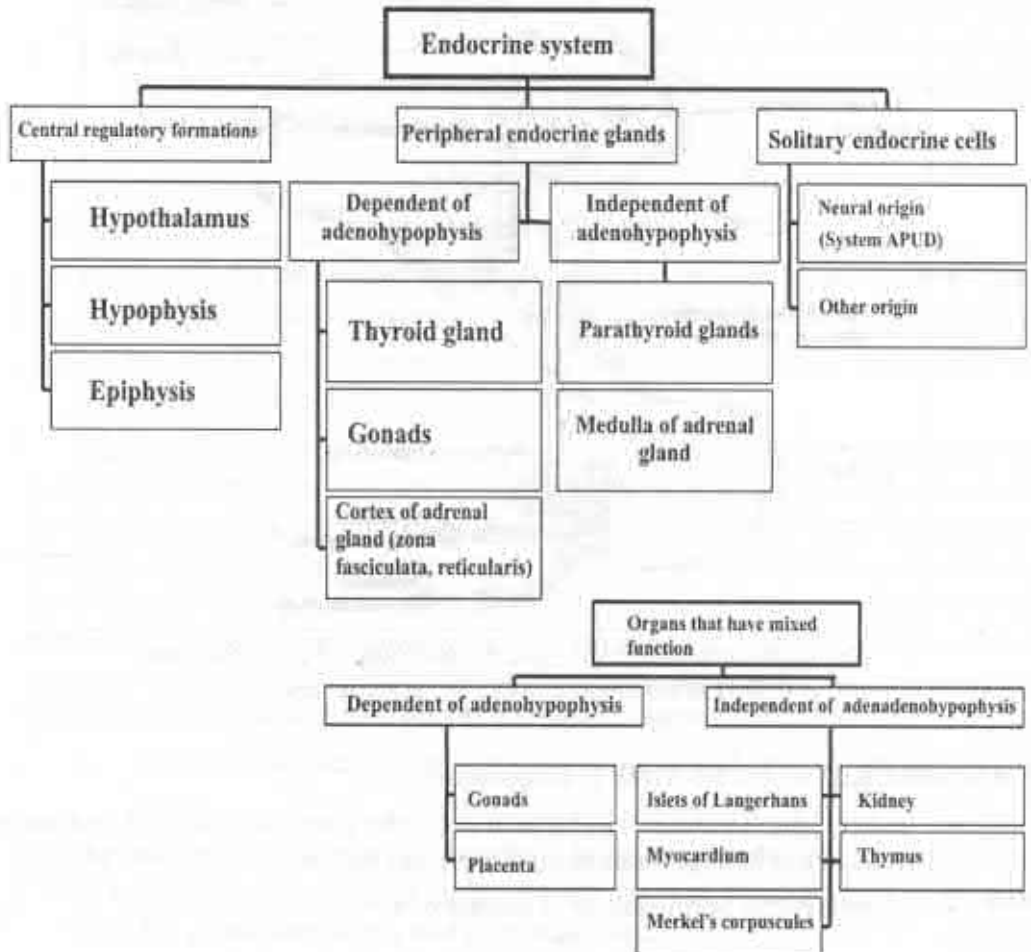 Endocrine system
Central regulatory formations
Hypothalamus
Hypophysis
Epiphysis
Peripheral endocrine glands
Dependent of
adenohypophysis
Thyroid gland
Gonads
Cortex of adrenal
gland (zona
fasciculata, reticularis)
Independent of
adenohypophysis
Parathyroid glands
Medulla of adrenal
gland
Solitary endocrine cells
Neural origin
(System APUD)
Other origin
Organs that have mixed
function
Dependent of adenohypophysis
Gonads
Placenta
Independent of adenadenohypophysis
Islets of Langerhans
Myocardium
Merkel's corpuscules
Kidney
Thymus